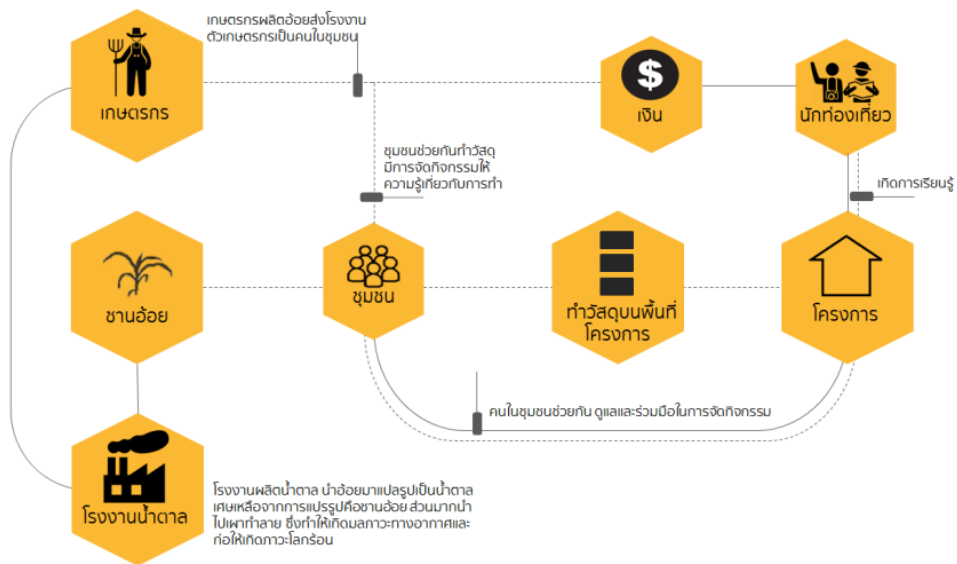 เกษตรกรผลิตอ้อยส่งโรงงาน
ตัวเกษตรกรเป็นคนในชุมชน
เกษตรกร
$
เงิน
นักท่องเที่ยว
ชุมชนช่วยกันทำวัสดุ
มีการจัดกิจกรรมให้
ความรู้เกี่ยวกับการทำ
เกิดการเรียนรู้
ชานอ้อย
ชุมชน
ทำวัสดุบนพื้นที่
โครงการ
โครงการ
คนในชุมชนช่วยกัน ดูแลและร่วมมือในการจัดกิจกรรม
โรงงานน้ำตาล
โรงงานผลิตน้ำตาล นำอ้อยมาแปลรูปเป็นน้ำตาล
เศษเหลือจากการแปรรูปคือชานอ้อย ส่วนมากนำ
ไปเผาทำลาย ซึ่งทำให้เกิดมลภาวะทางอากาศและ
ก่อให้เกิดภาวะโลกร้อน